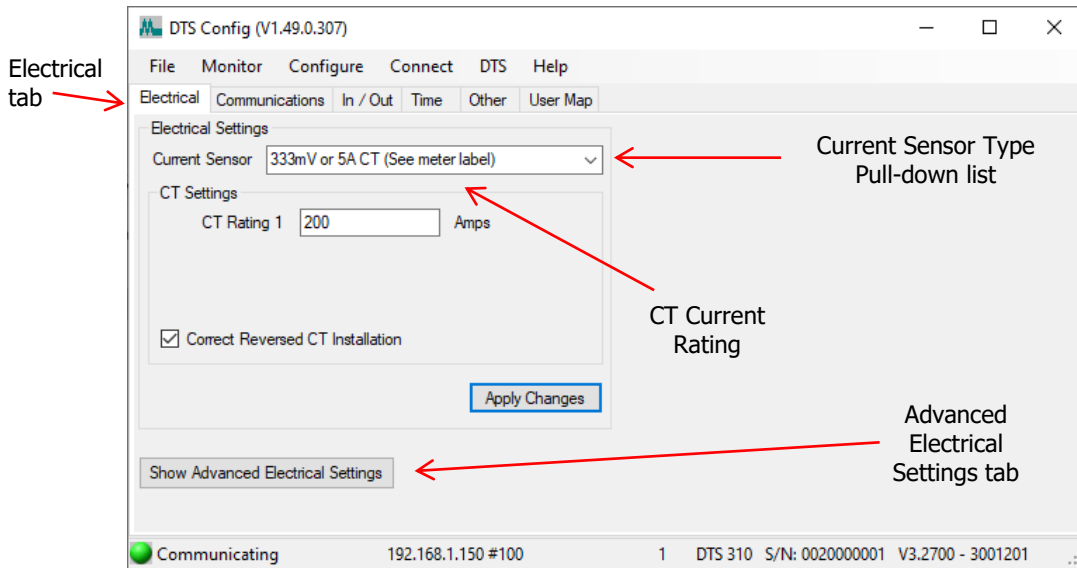 DTS Config (V1.49.0.307)
File Monitor Configure Connect DTS Help
Electrical
tab
Electrical Communications In / Out Time Other User Map
Electrical Settings
Current Sensor 333mV or 5A CT (See meter label)
Current Sensor Type
Pull-down list
CT Settings
CT Rating 1 200 Amps
CT Current
Rating
Correct Reversed CT Installation
Apply Changes
Advanced
Electrical
Settings tab
Show Advanced Electrical Settings
Communicating 192.168.1.150 #100 1 DTS 310 S/N: 0020000001 V3.2700 - 3001201